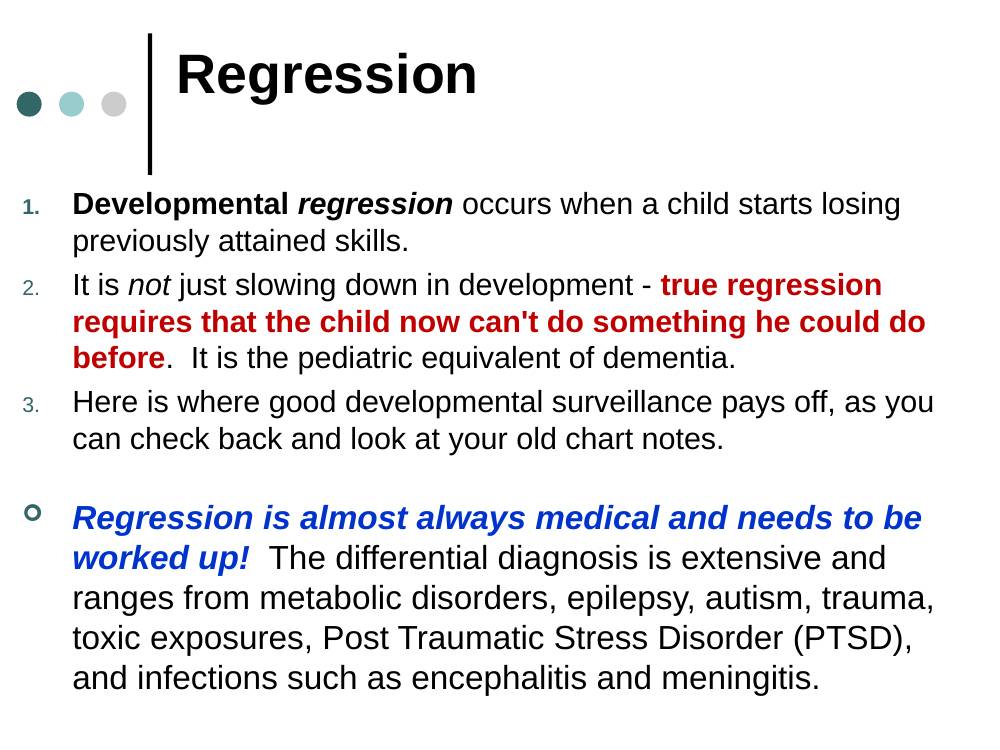 Regression
1. Developmental regression occurs when a child starts losing
previously attained skills.
2. It is not just slowing down in development - true regression
requires that the child now can't do something he could do
before.  It is the pediatric equivalent of dementia.
3. Here is where good developmental surveillance pays off, as you
can check back and look at your old chart notes.
Regression is almost always medical and needs to be
worked up!  The differential diagnosis is extensive and
ranges from metabolic disorders, epilepsy, autism, trauma,
toxic exposures, Post Traumatic Stress Disorder (PTSD),
and infections such as encephalitis and meningitis.